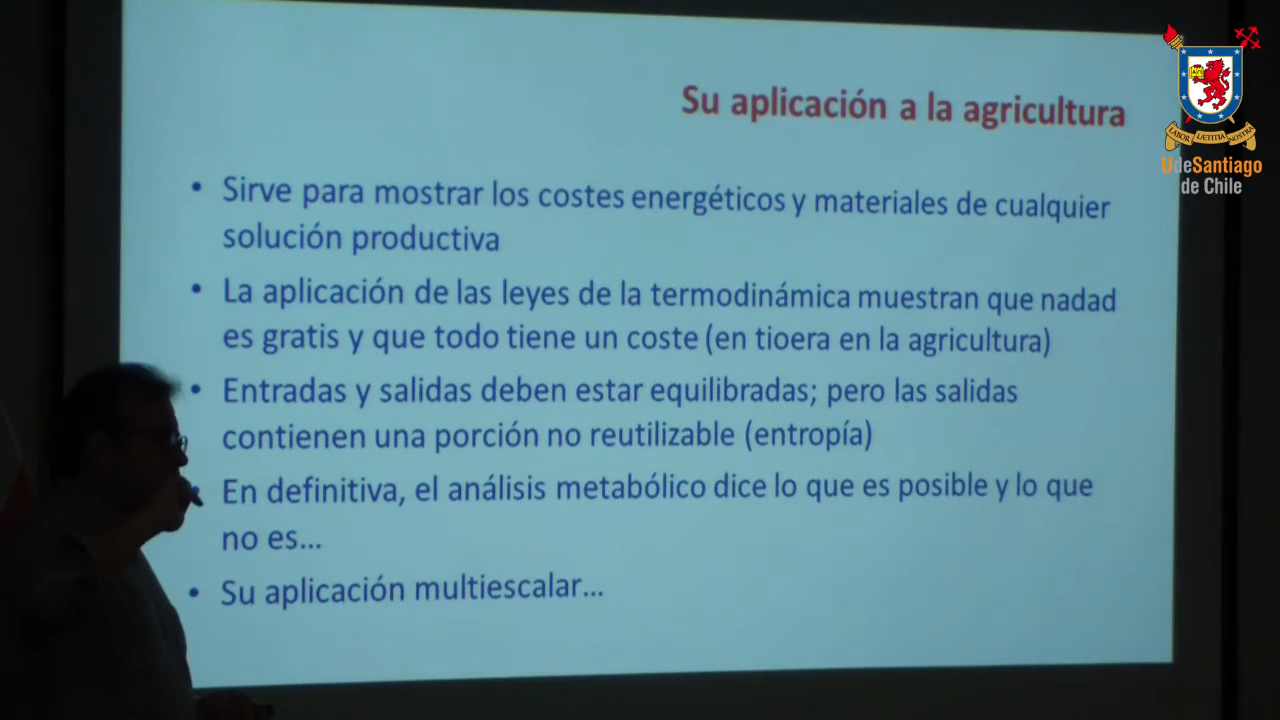 Su aplicación a la agricultura
• Sirve para mostrar los costes energéticos y materiales de cualquier
solución productiva
• La aplicación de las leyes de la termodinámica muestran que nadad
es gratis y que todo tiene un coste (en tioera en la agricultura)
• Entradas y salidas deben estar equilibradas; pero las salidas
contienen una porción no reutilizable (entropía)
• En definitiva, el análisis metabólico dice lo que es posible y lo que
no es...
• Su aplicación multiescalar...
LABOR LÆTITIA NOSTRA
UdeSantiago
de Chile